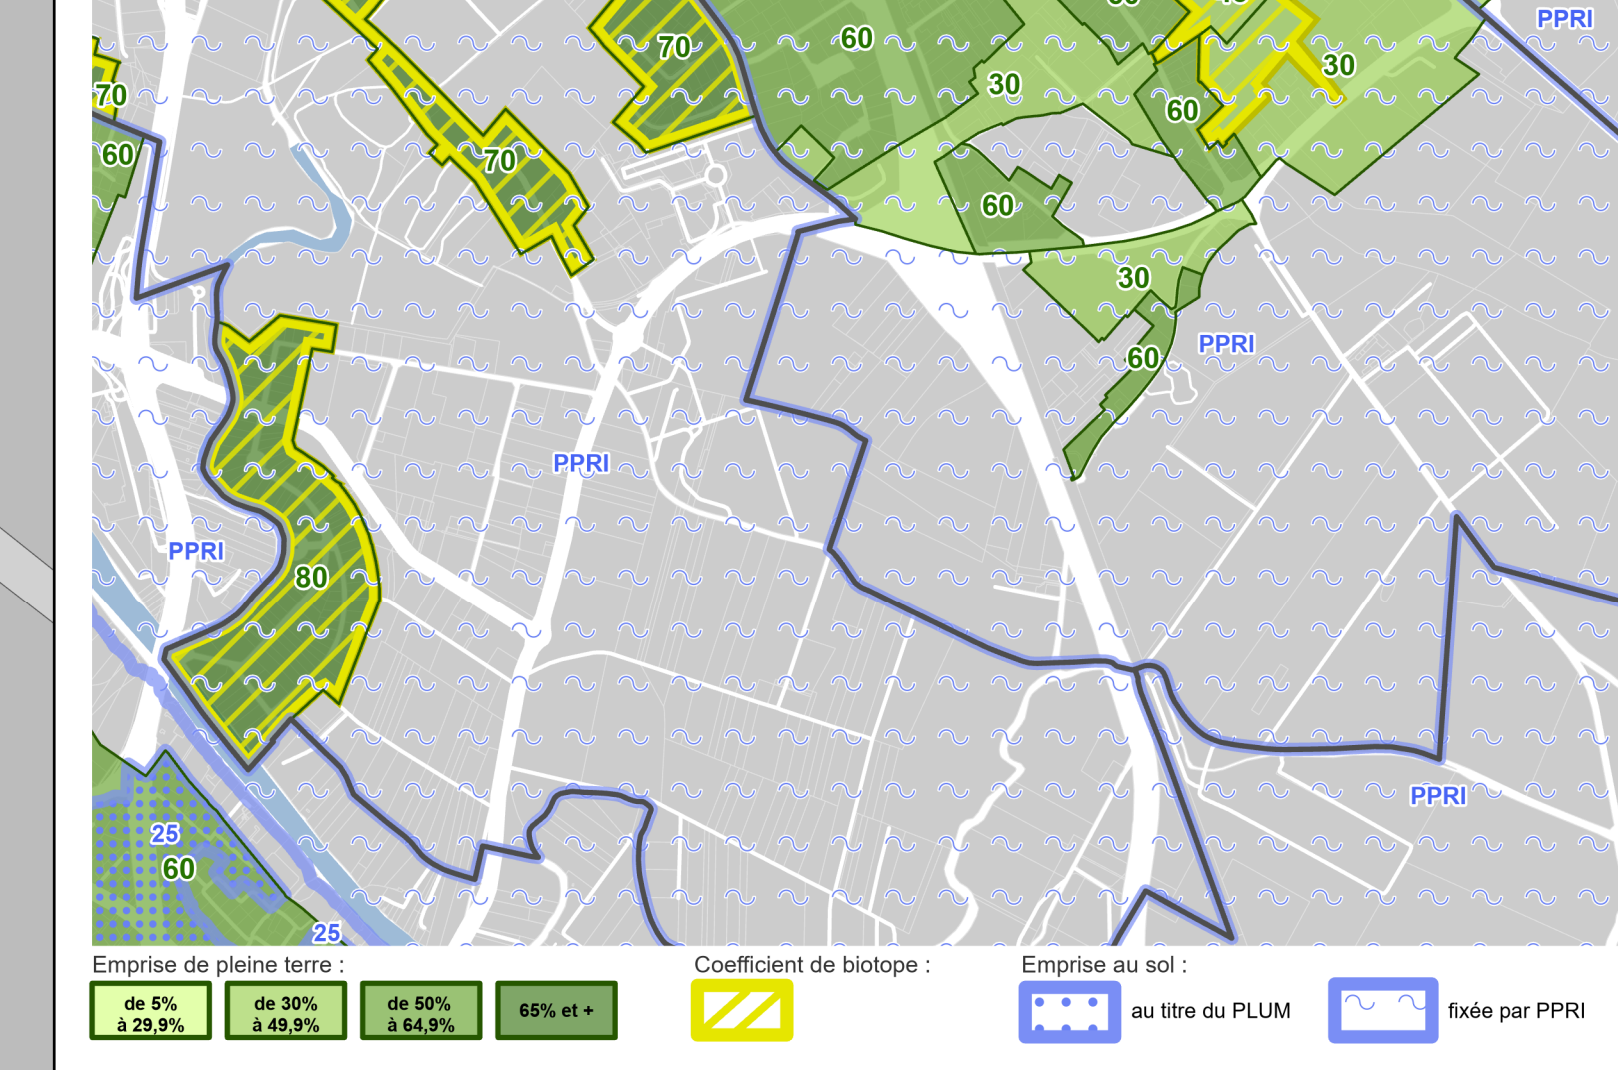 PPRI
70
60
30
30
70
60
60
70
60
30
PPRI
60
PPRI
PPRI
80
PPRI
25
60
25
Emprise de pleine terre :
Coefficient de biotope :
Emprise au sol :
de 5%
à 29,9%
de 30%
à 49,9%
de 50%
à 64,9%
65% et +
au titre du PLUM
fixée par PPRI